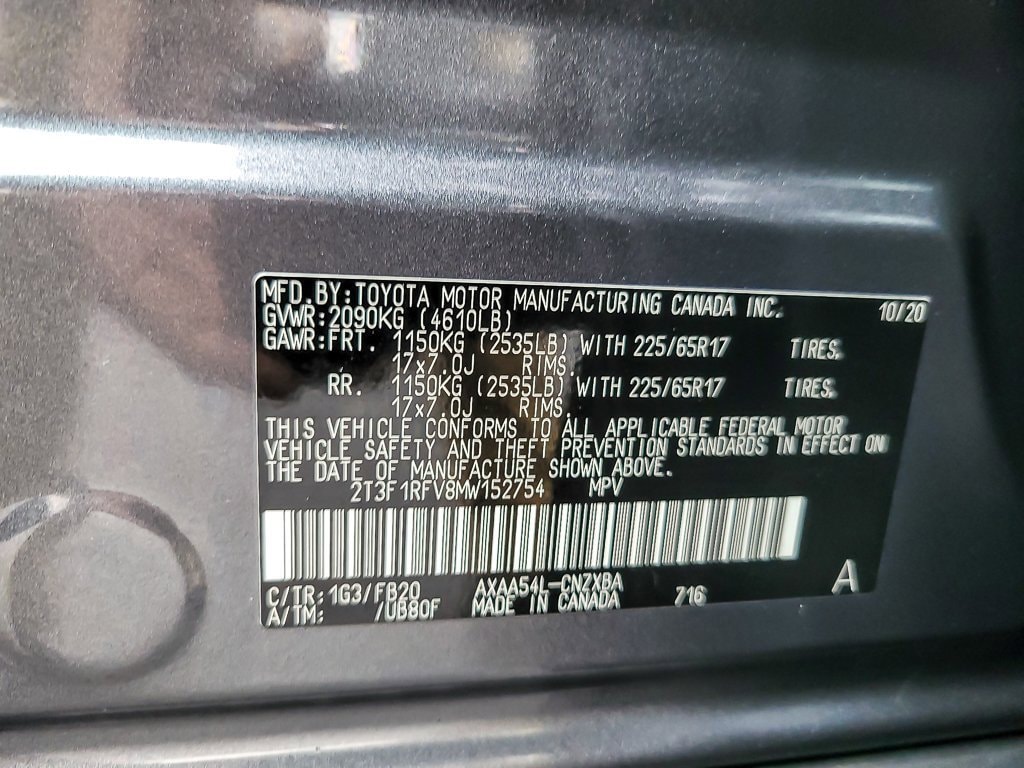 MFD.BY:TOYOTA MOTOR MANUFACTURING CANADA INC. 10/20
GVWR:2090KG (4610LB)
GAWR:FRT. 1150KG (2535LB) WITH 225/65R17 TIRES,
17x7.0J RIMS,
RR. 1150KG (2535LB) WITH 225/65R17 TIRES,
17x7.0J RIMS.
THIS VEHICLE CONFORMS TO ALL APPLICABLE FEDERAL MOTOR
VEHICLE SAFETY AND THEFT PREVENTION STANDARDS IN EFFECT ON
THE DATE OF MANUFACTURE SHOWN ABOVE.
2T3F1RFV8MW152754 MPV
C/TR:1G3/FB20 AXAA54L-CNZXBA 716 A
A/TM: /UB80F MADE IN CANADA